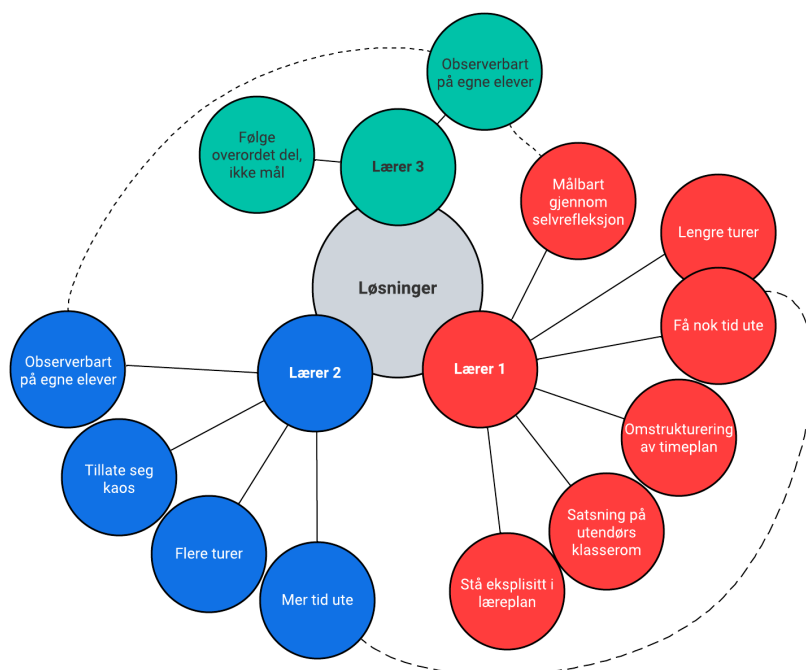 Observerbart
på egne elever
Følge
overordet del,
ikke mål
Lærer 3
Målbart
gjennom
selvrefleksjon
Lengre turer
Løsninger
Få nok tid ute
Observerbart
på egne elever
Lærer 2
Lærer 1
Omstrukturering
av timeplan
Tillate seg
kaos
Satsning på
utendørs
klasserom
Flere turer
Stå eksplisitt i
læreplan
Mer tid ute